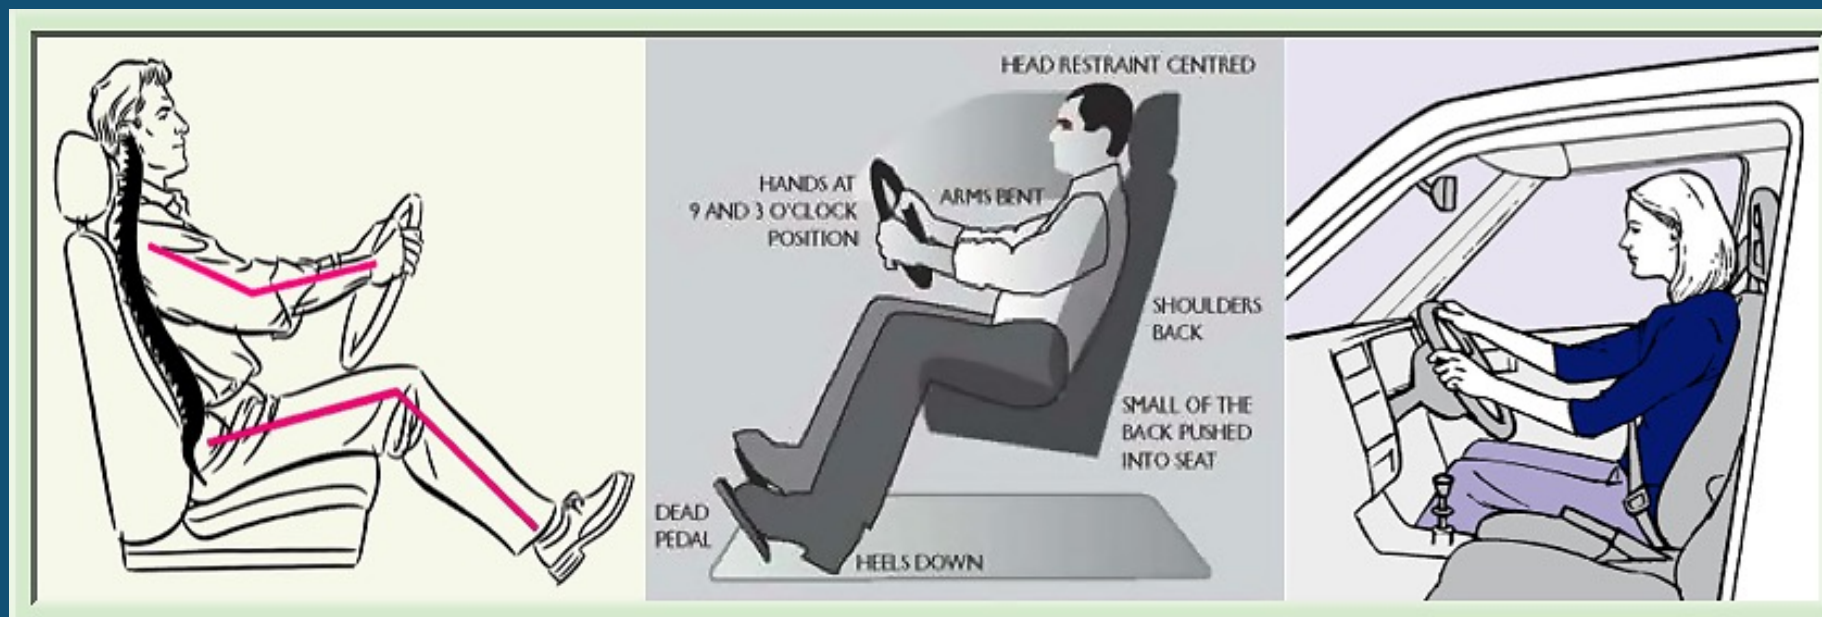 HEAD RESTRAINT CENTRED
HANDS AT
9 AND 3 O'CLOCK
POSITION
ARMS BENT
SHOULDERS
BACK
SMALL OF THE
BACK PUSHED
INTO SEAT
DEAD
PEDAL
HEELS DOWN